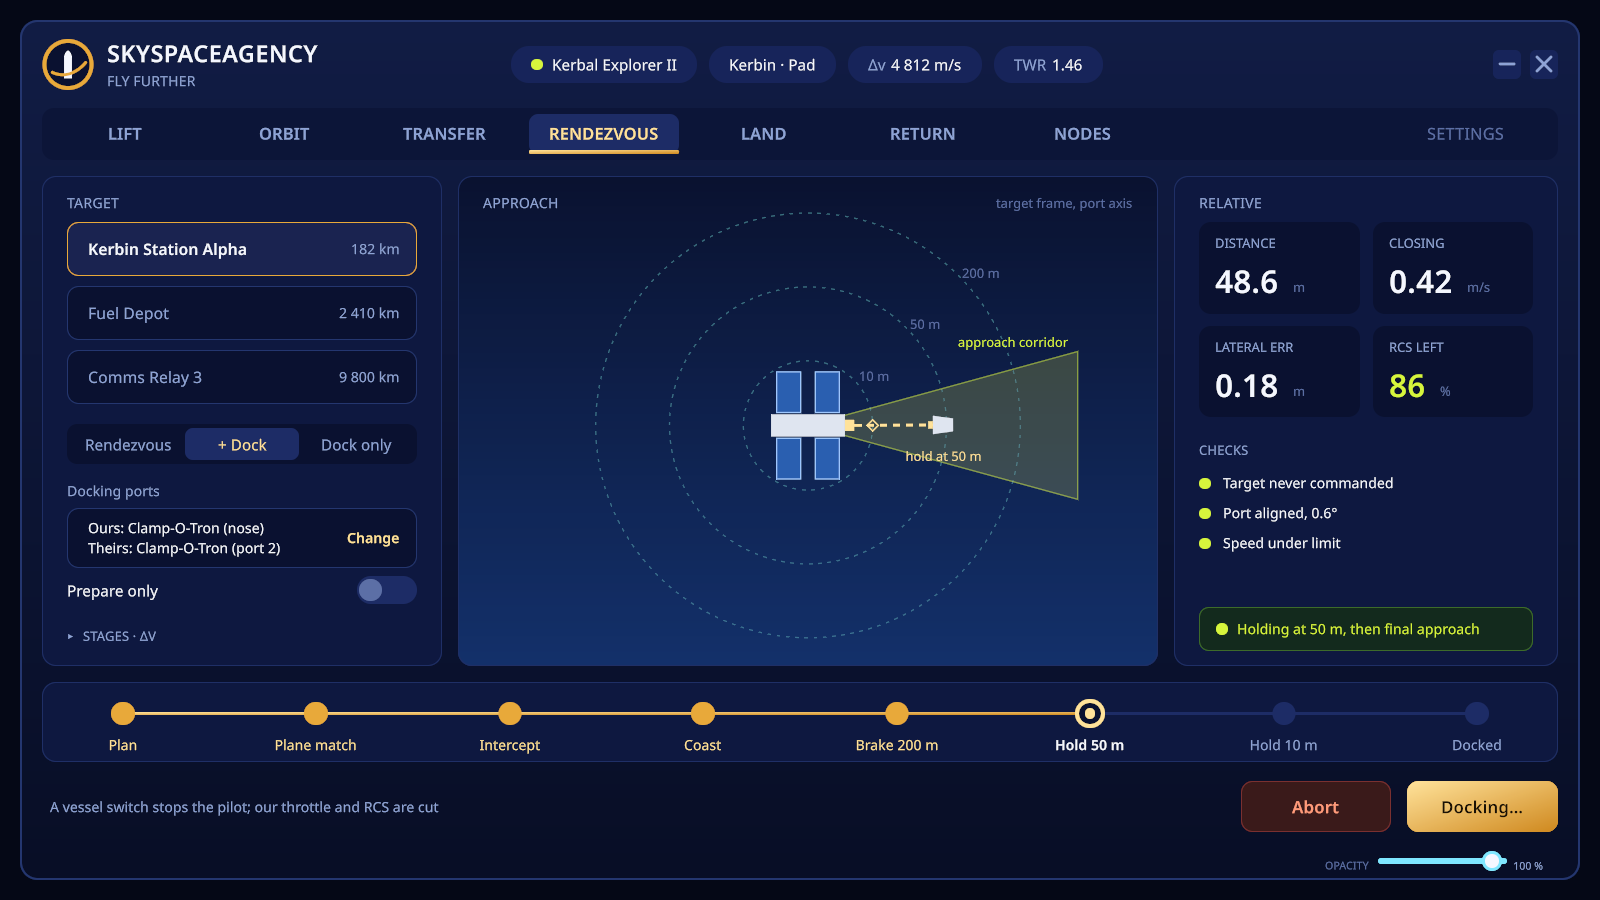 SKYSPACEAGENCY
FLY FURTHER
Kerbal Explorer II
Kerbin · Pad
Δv 4 812 m/s
TWR 1.46
LIFT
ORBIT
TRANSFER
RENDEZVOUS
LAND
RETURN
NODES
SETTINGS
TARGET
Kerbin Station Alpha
182 km
Fuel Depot
2 410 km
Comms Relay 3
9 800 km
Rendezvous
+ Dock
Dock only
Docking ports
Ours: Clamp-O-Tron (nose)
Theirs: Clamp-O-Tron (port 2)
Change
Prepare only
STAGES · ΔV
APPROACH
target frame, port axis
200 m
50 m
approach corridor
10 m
hold at 50 m
RELATIVE
DISTANCE
48.6 m
CLOSING
0.42 m/s
LATERAL ERR
0.18 m
RCS LEFT
86 %
CHECKS
Target never commanded
Port aligned, 0.6°
Speed under limit
Holding at 50 m, then final approach
Plan
Plane match
Intercept
Coast
Brake 200 m
Hold 50 m
Hold 10 m
Docked
A vessel switch stops the pilot; our throttle and RCS are cut
Abort
Docking...
OPACITY
100 %